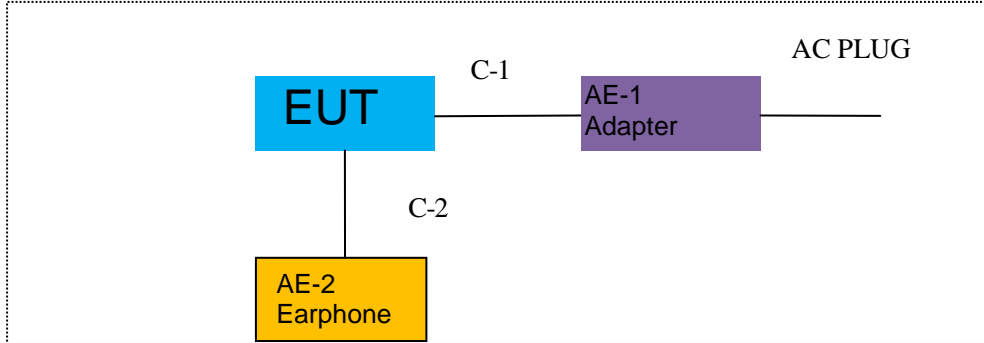 AC PLUG
C-1
EUT
AE-1
Adapter
C-2
AE-2
Earphone